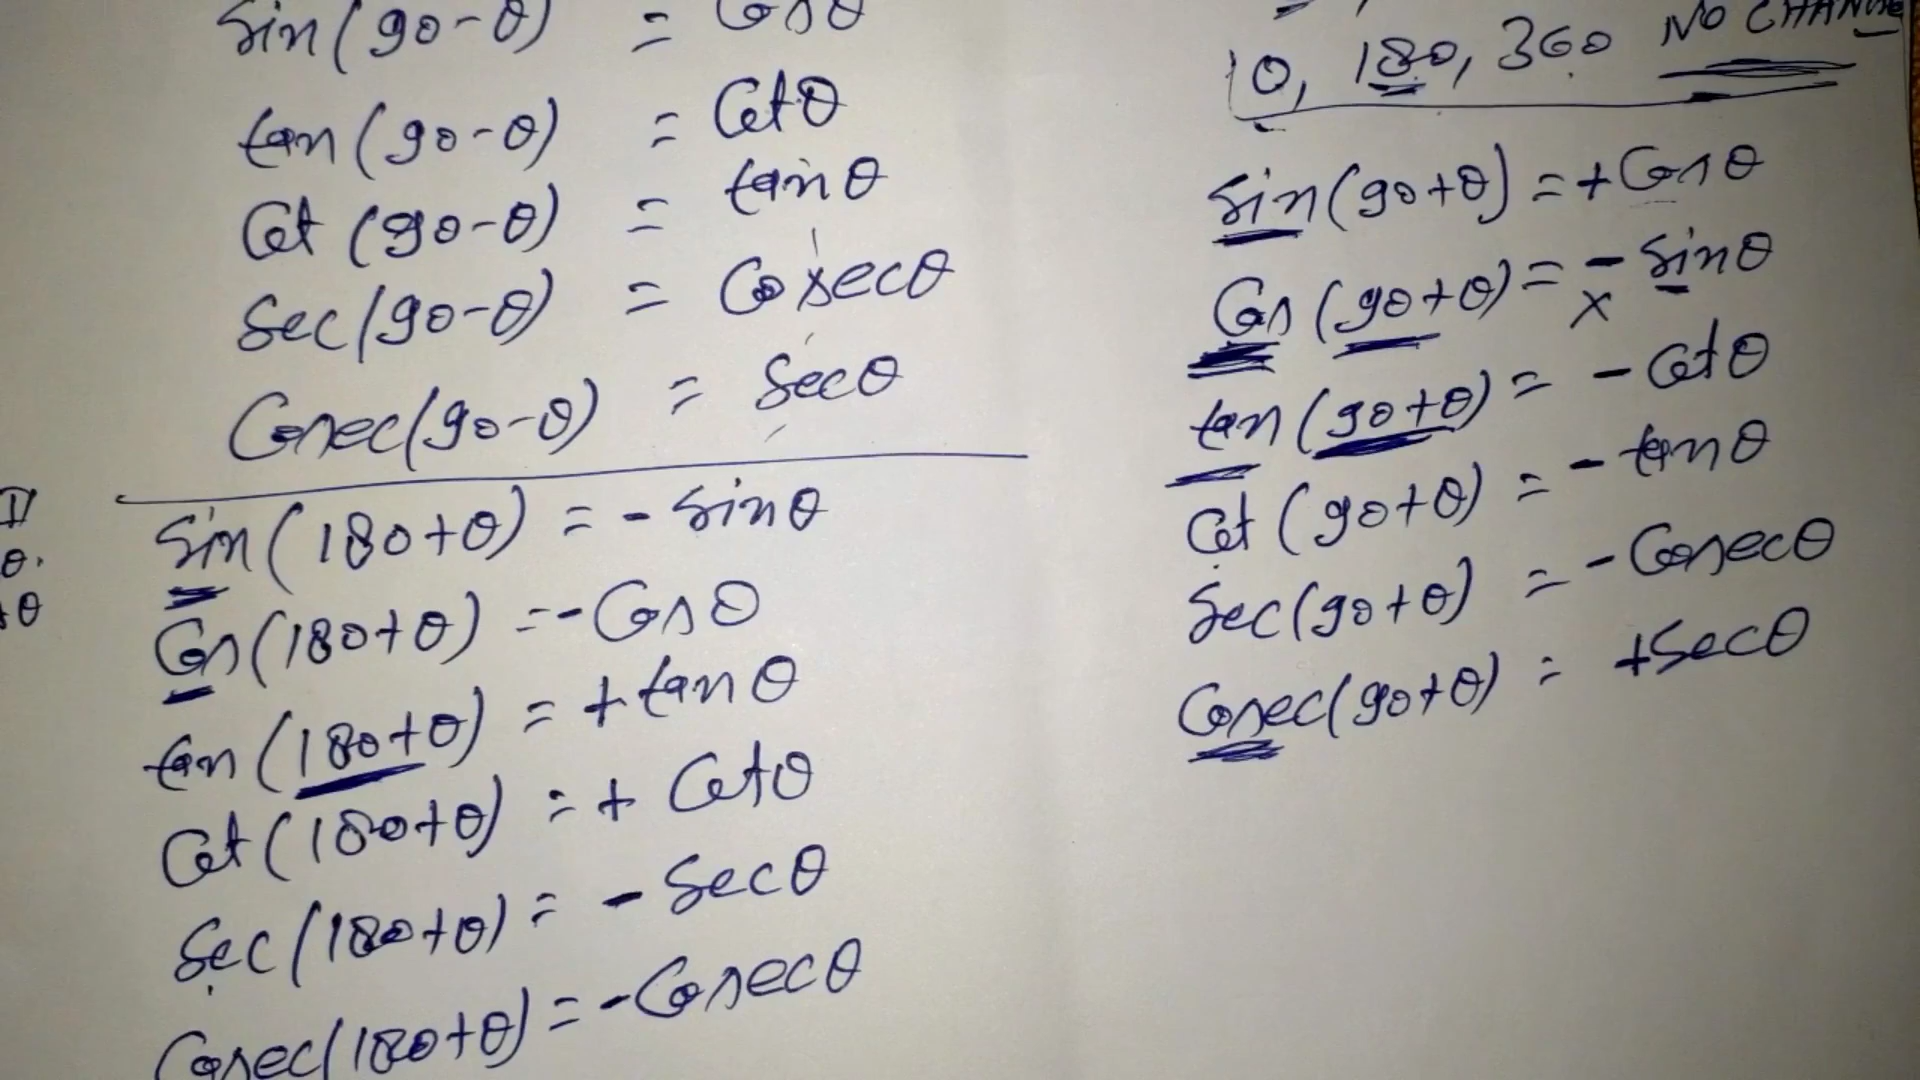 sin(90-θ) = Cosθ
tan(90-θ) = Cotθ
Cot(90-θ) = tanθ
Sec(90-θ) = Cosecθ
Cosec(90-θ) = Secθ
Sin(180+θ) = - Sinθ
Cos(180+θ) = - Cosθ
tan(180+θ) = + tanθ
Cot(180+θ) = + Cotθ
Sec(180+θ) = - Secθ
Cosec(180+θ) = - Cosecθ
II
θ.
+θ
0, 180, 360 NO CHANGE
Sin(90+θ) = + Cosθ
Cos(90+θ) = - Sinθ
x
tan(90+θ) = - Cotθ
Cot(90+θ) = - tanθ
Sec(90+θ) = - Cosecθ
Cosec(90+θ) = + Secθ